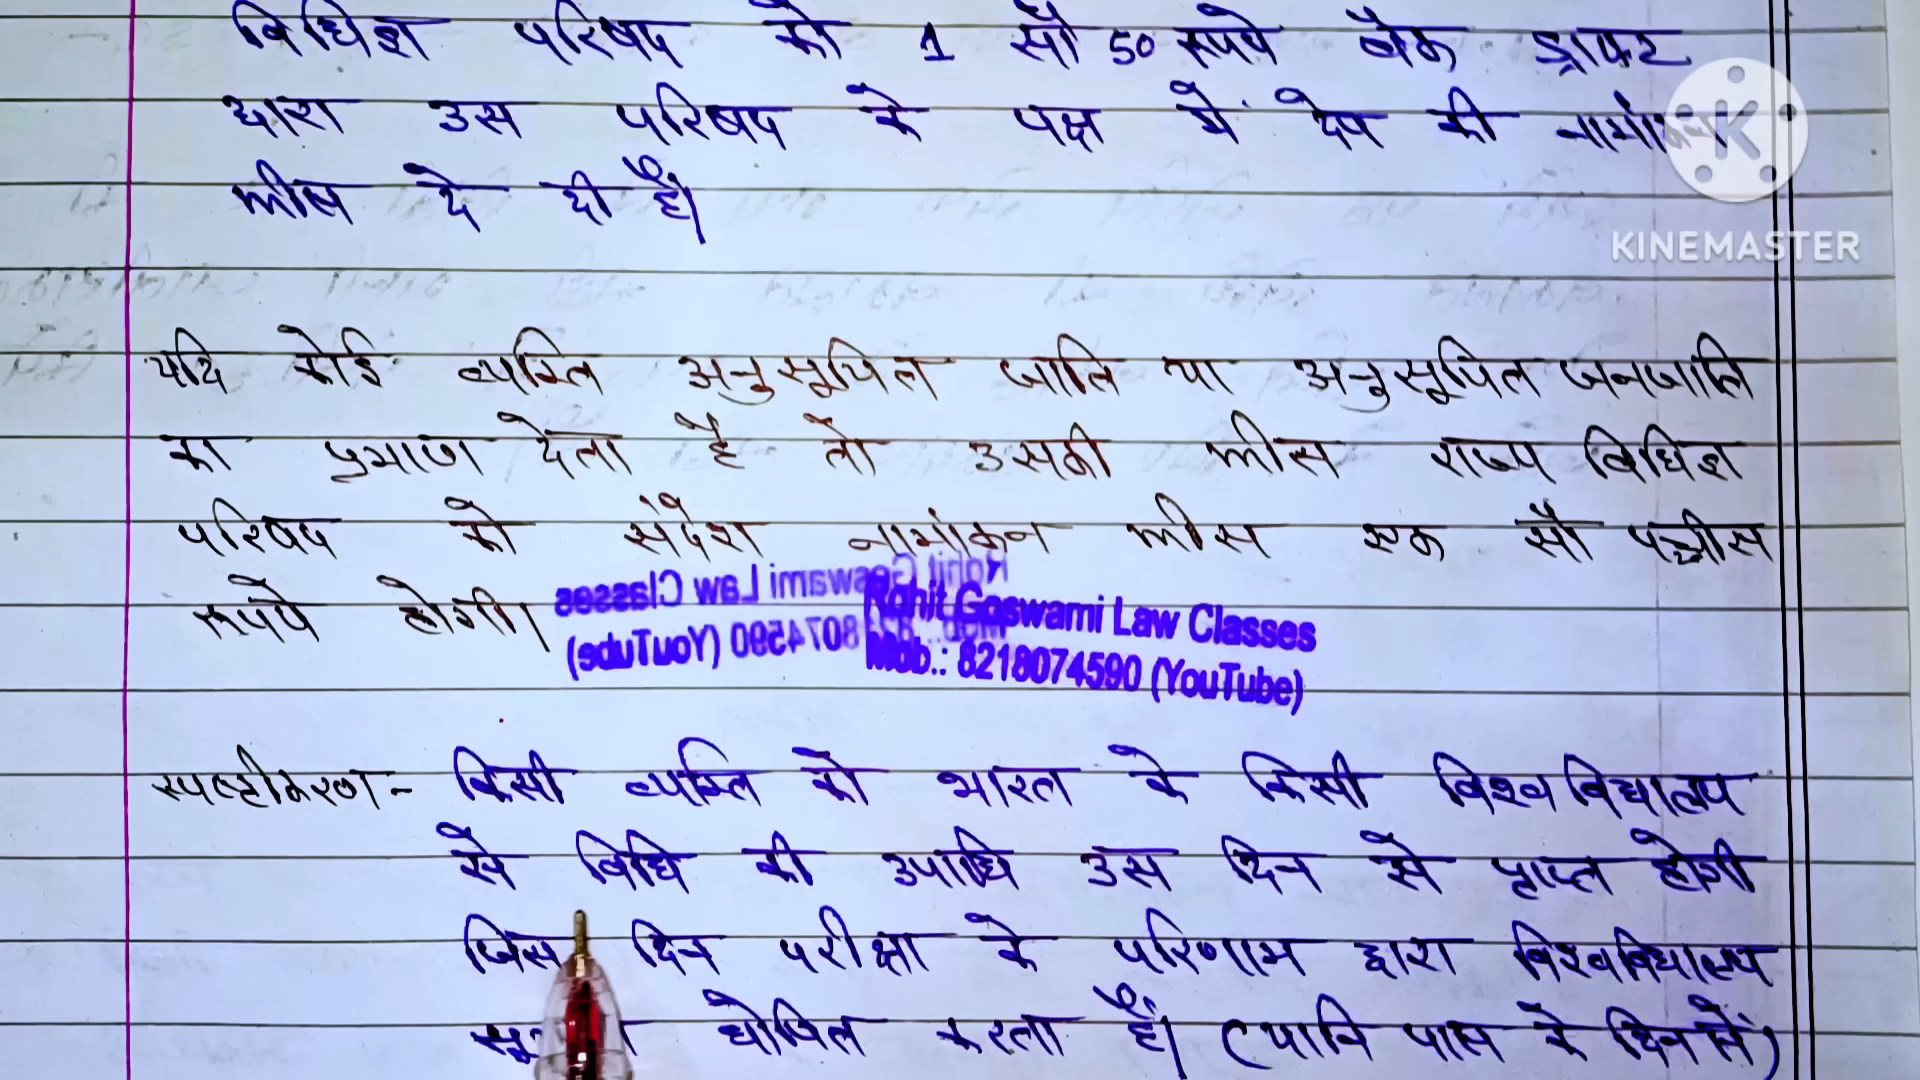 विधिज्ञ परिषद को 1 सौ 50 रुपये बैंक ड्राफ्ट
द्वारा उस परिषद के पक्ष में देय की
फीस दे दी है।
यदि कोई व्यक्ति अनुसूचित जाति या अनुसूचित जनजाति
का प्रमाण देता है तो उसकी फीस राज्य विधिज्ञ
परिषद को संदेश नामांकन फीस एक सौ पच्चीस
रूपये होगी।
स्पष्टीकरण - किसी व्यक्ति को भारत के किसी विश्वविद्यालय
से विधि की उपाधि उस दिन से प्राप्त होगी
जिस दिन परीक्षा के परिणाम द्वारा विश्वविद्यालय
घोषित करता है। (यानि पास के दिन से)
Rohit Goswami Law Classes
Mob.: 8218074590 (YouTube)
KINEMASTER